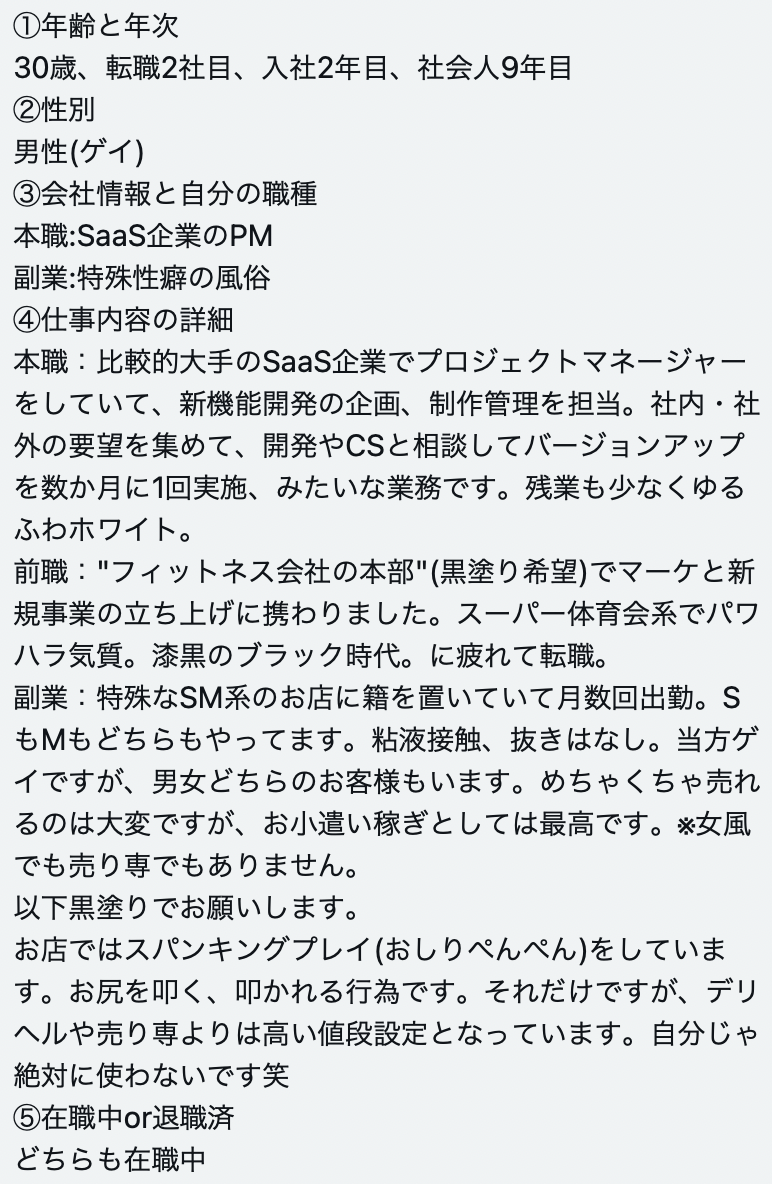 ①年齢と年次
30歳、転職2社目、入社2年目、社会人9年目
②性別
男性(ゲイ)
③会社情報と自分の職種
本職:SaaS企業のPM
副業:特殊性癖の風俗
④仕事内容の詳細
本職：比較的大手のSaaS企業でプロジェクトマネージャー
をしていて、新機能開発の企画、制作管理を担当。社内・社
外の要望を集めて、開発やCSと相談してバージョンアップ
を数か月に1回実施、みたいな業務です。残業も少なくゆる
ふわホワイト。
前職："フィットネス会社の本部"(黒塗り希望)でマーケと新
規事業の立ち上げに携わりました。スーパー体育会系でパワ
ハラ気質。漆黒のブラック時代。に疲れて転職。
副業：特殊なSM系のお店に籍を置いていて月数回出勤。S
もMもどちらもやってます。粘液接触、抜きはなし。当方ゲ
イですが、男女どちらのお客様もいます。めちゃくちゃ売れ
るのは大変ですが、お小遣い稼ぎとしては最高です。※女風
でも売り専でもありません。
以下黒塗りでお願いします。
お店ではスパンキングプレイ(おしりぺんぺん)をしていま
す。お尻を叩く、叩かれる行為です。それだけですが、デリ
ヘルや売り専よりは高い値段設定となっています。自分じゃ
絶対に使わないです笑
⑤在職中or退職済
どちらも在職中